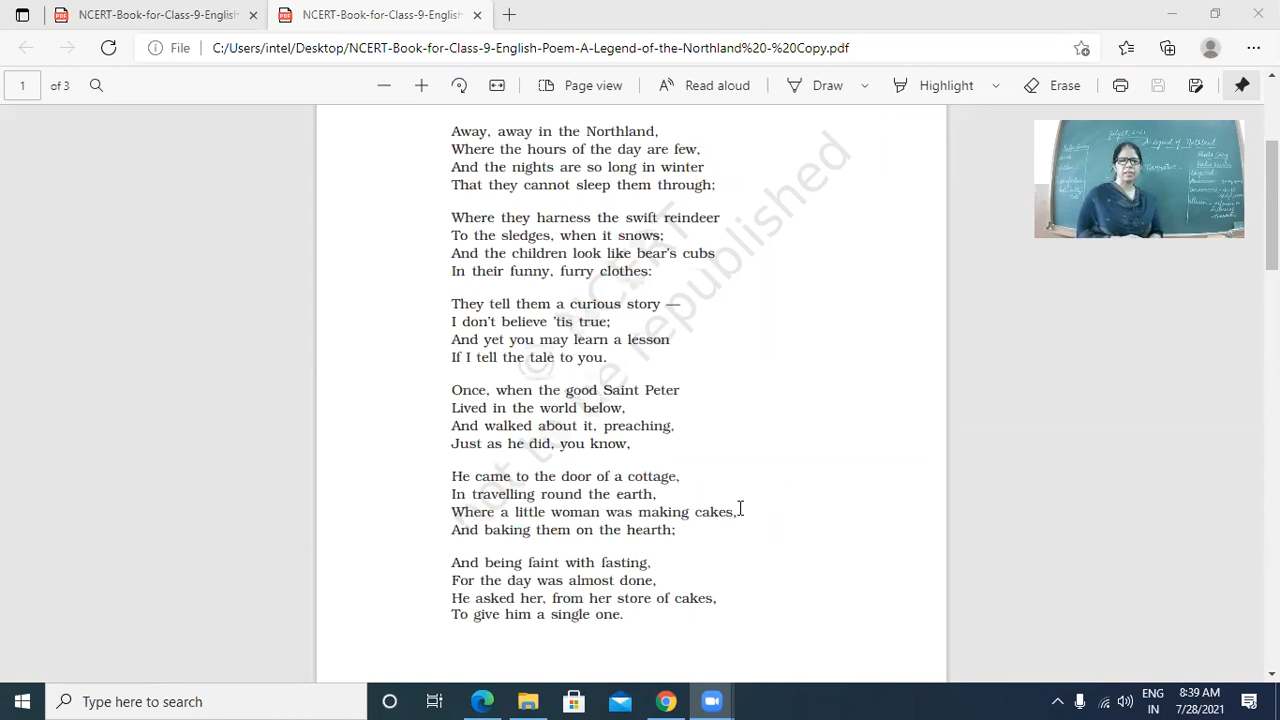 NCERT-Book-for-Class-9-English
NCERT-Book-for-Class-9-English
File
C:/Users/intel/Desktop/NCERT-Book-for-Class-9-English-Poem-A-Legend-of-the-Northland%20-%20Copy.pdf
1 of 3
Page view
Read aloud
Draw
Highlight
Erase
Away, away in the Northland,
Where the hours of the day are few,
And the nights are so long in winter
That they cannot sleep them through;
Where they harness the swift reindeer
To the sledges, when it snows;
And the children look like bear's cubs
In their funny, furry clothes:
They tell them a curious story —
I don't believe 'tis true;
And yet you may learn a lesson
If I tell the tale to you.
Once, when the good Saint Peter
Lived in the world below,
And walked about it, preaching,
Just as he did, you know,
He came to the door of a cottage,
In travelling round the earth,
Where a little woman was making cakes,
And baking them on the hearth;
And being faint with fasting,
For the day was almost done,
He asked her, from her store of cakes,
To give him a single one.
© NCERT
not to be republished
A Legend of Northland
Type here to search
ENG
IN
8:39 AM
7/28/2021